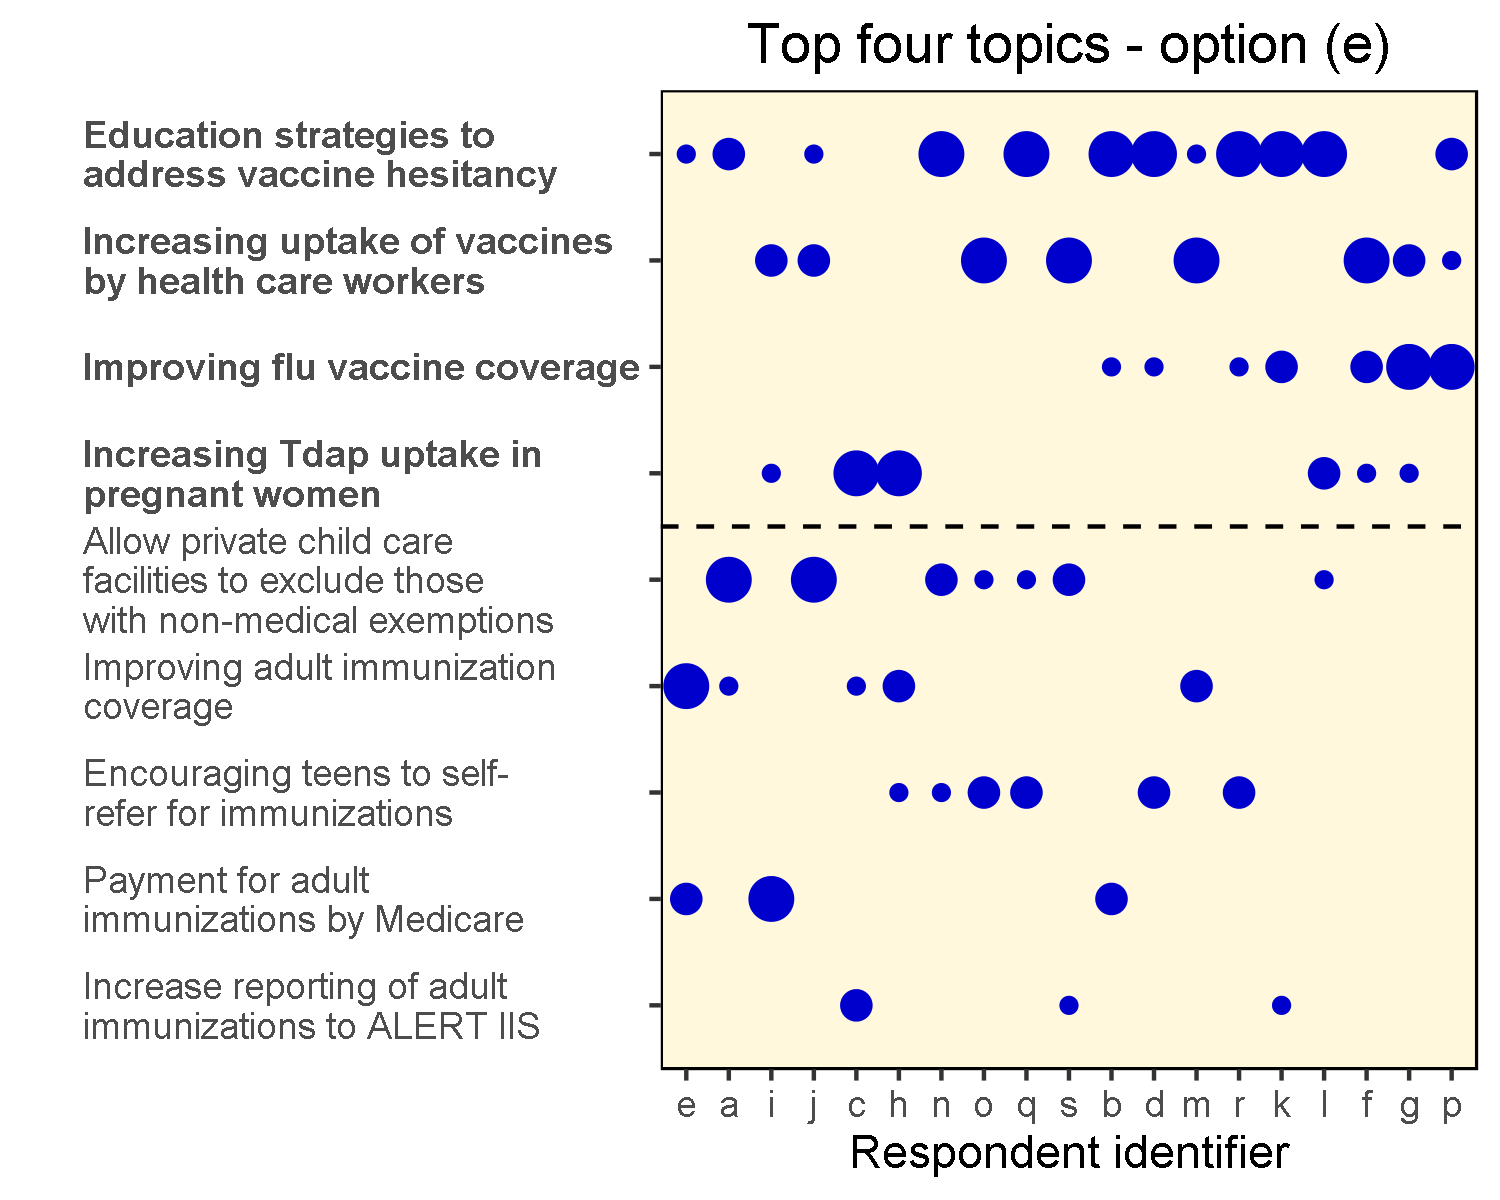 Top four topics - option (e)
Education strategies to
address vaccine hesitancy
Increasing uptake of vaccines
by health care workers
Improving flu vaccine coverage
Increasing Tdap uptake in
pregnant women
Allow private child care
facilities to exclude those
with non-medical exemptions
Improving adult immunization
coverage
Encouraging teens to self-
refer for immunizations
Payment for adult
immunizations by Medicare
Increase reporting of adult
immunizations to ALERT IIS
e a i j c h n o q s b d m r k l f g p
Respondent identifier